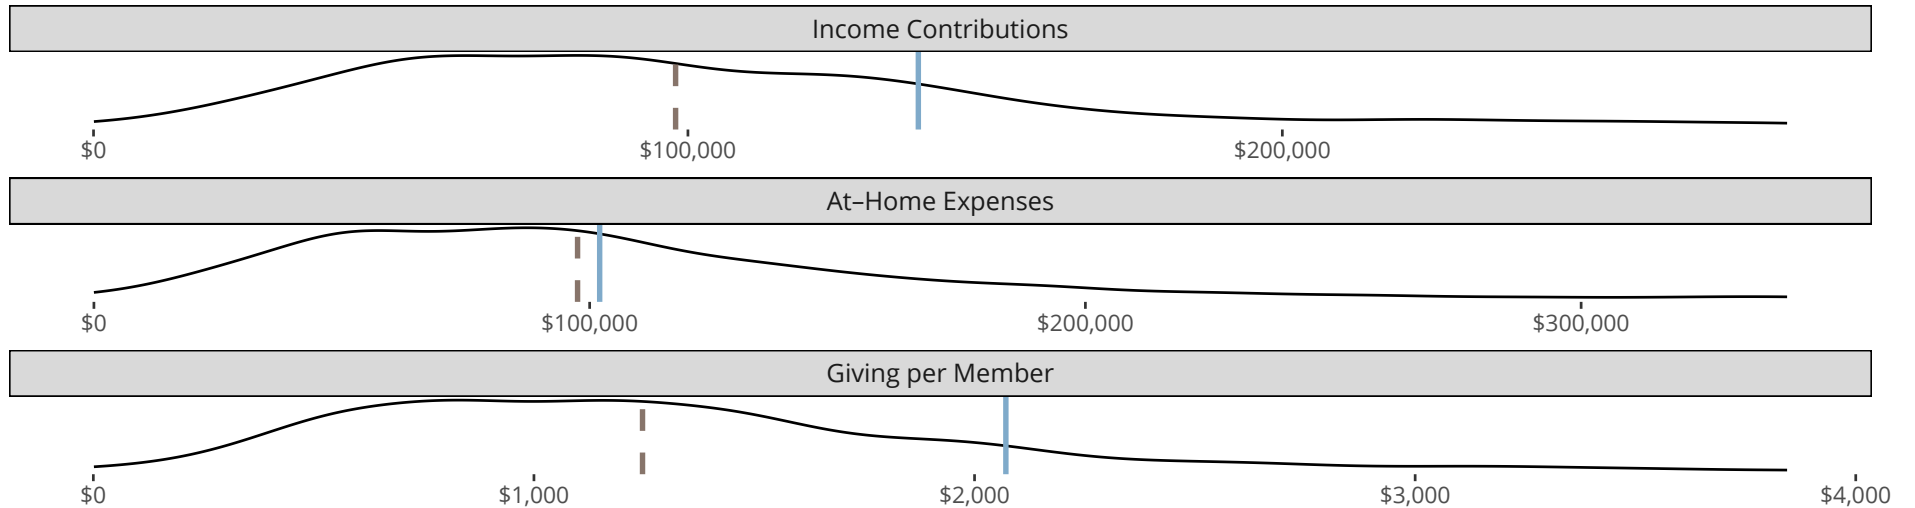 Income Contributions
$0 $100,000 $200,000
At–Home Expenses
$0 $100,000 $200,000 $300,000
Giving per Member
$0 $1,000 $2,000 $3,000 $4,000